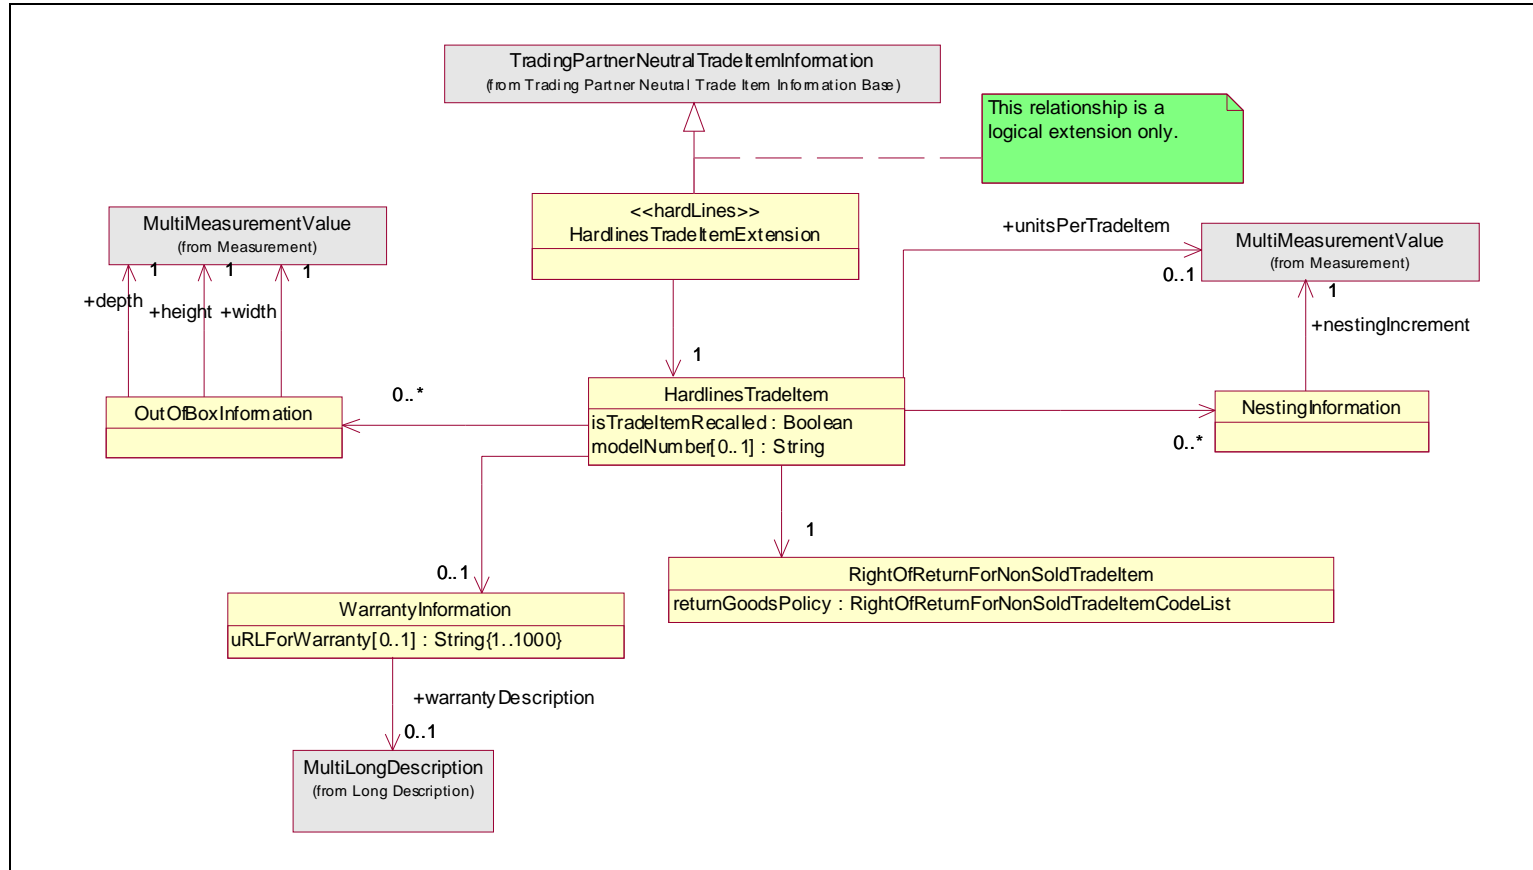 TradingPartnerNeutralTradeItemInformation
(from Trading Partner Neutral Trade Item Information Base)
This relationship is a
logical extension only.
<<hardLines>>
HardlinesTradeItemExtension
MultiMeasurementValue
(from Measurement)
1
1
1
+depth
+height
+width
+unitsPerTradeItem
0..1
MultiMeasurementValue
(from Measurement)
1
+nestingIncrement
1
0..*
OutOfBoxInformation
HardlinesTradeItem
isTradeItemRecalled : Boolean
modelNumber[0..1] : String
NestingInformation
0..*
1
0..1
RightOfReturnForNonSoldTradeItem
returnGoodsPolicy : RightOfReturnForNonSoldTradeItemCodeList
WarrantyInformation
uRLForWarranty[0..1] : String{1..1000}
+warrantyDescription
0..1
MultiLongDescription
(from Long Description)